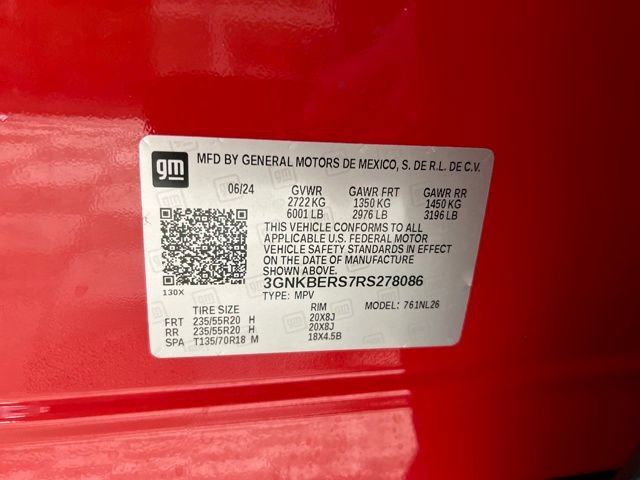 gm
MFD BY GENERAL MOTORS DE MEXICO, S. DE R.L. DE C.V.
06/24 GVWR GAWR FRT GAWR RR
2722 KG 1350 KG 1450 KG
6001 LB 2976 LB 3196 LB
THIS VEHICLE CONFORMS TO ALL
APPLICABLE U.S. FEDERAL MOTOR
VEHICLE SAFETY STANDARDS IN EFFECT
ON THE DATE OF MANUFACTURE
SHOWN ABOVE.
3GNKBERS7RS278086
130X TYPE: MPV MODEL: 761NL26
TIRE SIZE RIM
FRT 235/55R20 H 20X8J
RR 235/55R20 H 20X8J
SPA T135/70R18 M 18X4.5B